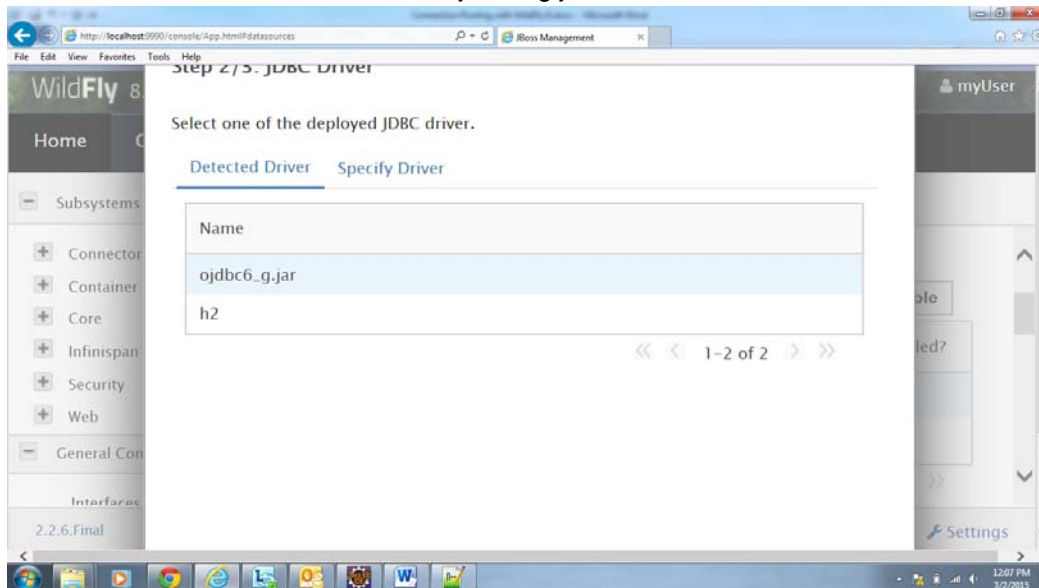 http://localhost:9990/console/App.html#datasources
JBoss Management
File Edit View Favorites Tools Help
Step 2/3: JDBC Driver
WildFly 8
myUser
Select one of the deployed JDBC driver.
Home
Detected Driver Specify Driver
Subsystems
Name
Connector
ojdbc6_g.jar
Container
h2
Core
Infinispan
1-2 of 2
led?
Security
Web
General Con
Interfaces
2.2.6.Final
Settings
12:07 PM
3/2/2015